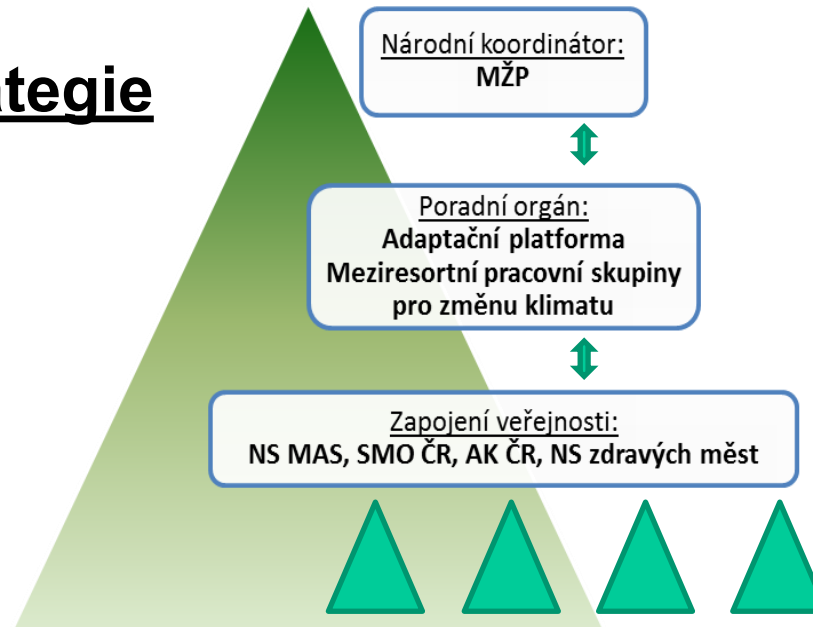 ategie
Národní koordinátor:
MŽP
Poradní orgán:
Adaptační platforma
Meziresortní pracovní skupiny
pro změnu klimatu
Zapojení veřejnosti:
NS MAS, SMO ČR, AK ČR, NS zdravých měst